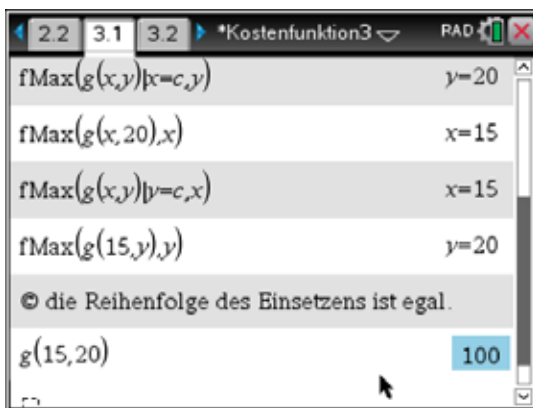 2.2 3.1 3.2 *Kostenfunktion3 RAD
fMax(g(x,y)|x=c,y) y=20
fMax(g(x,20),x) x=15
fMax(g(x,y)|y=c,x) x=15
fMax(g(15,y),y) y=20
© die Reihenfolge des Einsetzens ist egal.
g(15,20) 100